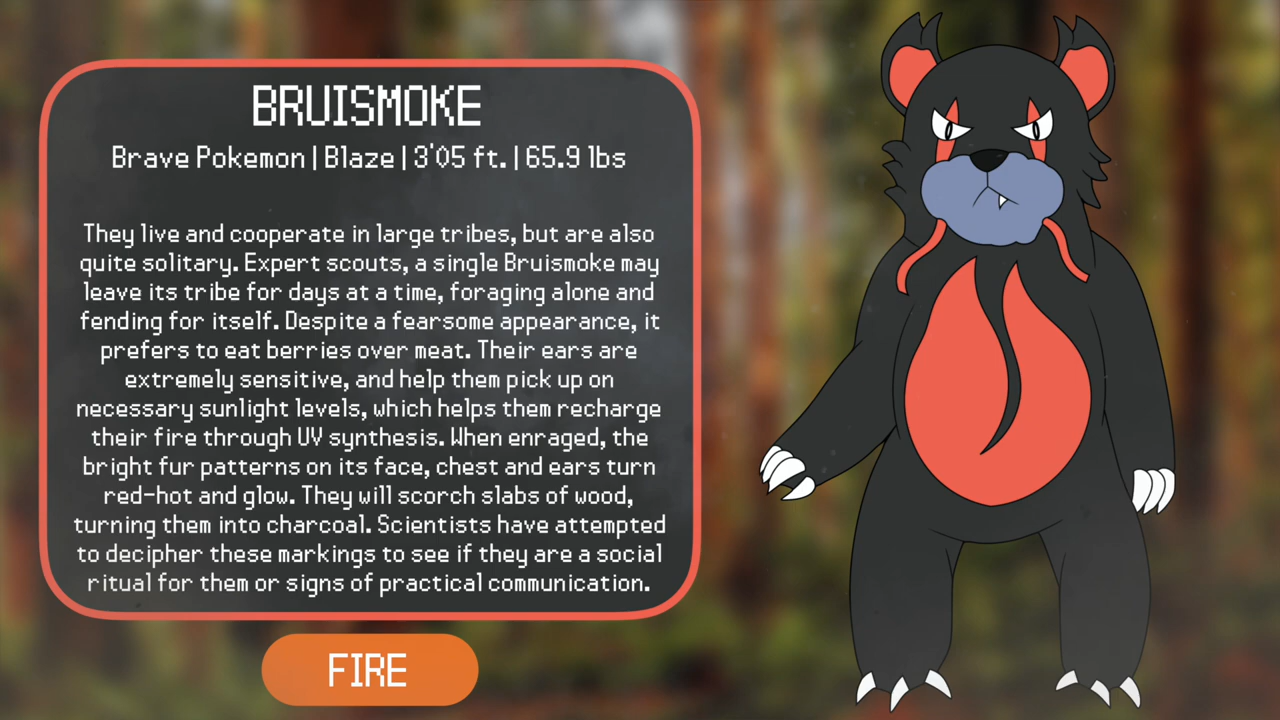 BRUISMOKE
Brave Pokemon | Blaze | 3'05 ft. | 65.9 lbs
They live and cooperate in large tribes, but are also
quite solitary. Expert scouts, a single Bruismoke may
leave its tribe for days at a time, foraging alone and
fending for itself. Despite a fearsome appearance, it
prefers to eat berries over meat. Their ears are
extremely sensitive, and help them pick up on
necessary sunlight levels, which helps them recharge
their fire through UV synthesis. When enraged, the
bright fur patterns on its face, chest and ears turn
red-hot and glow. They will scorch slabs of wood,
turning them into charcoal. Scientists have attempted
to decipher these markings to see if they are a social
ritual for them or signs of practical communication.
FIRE